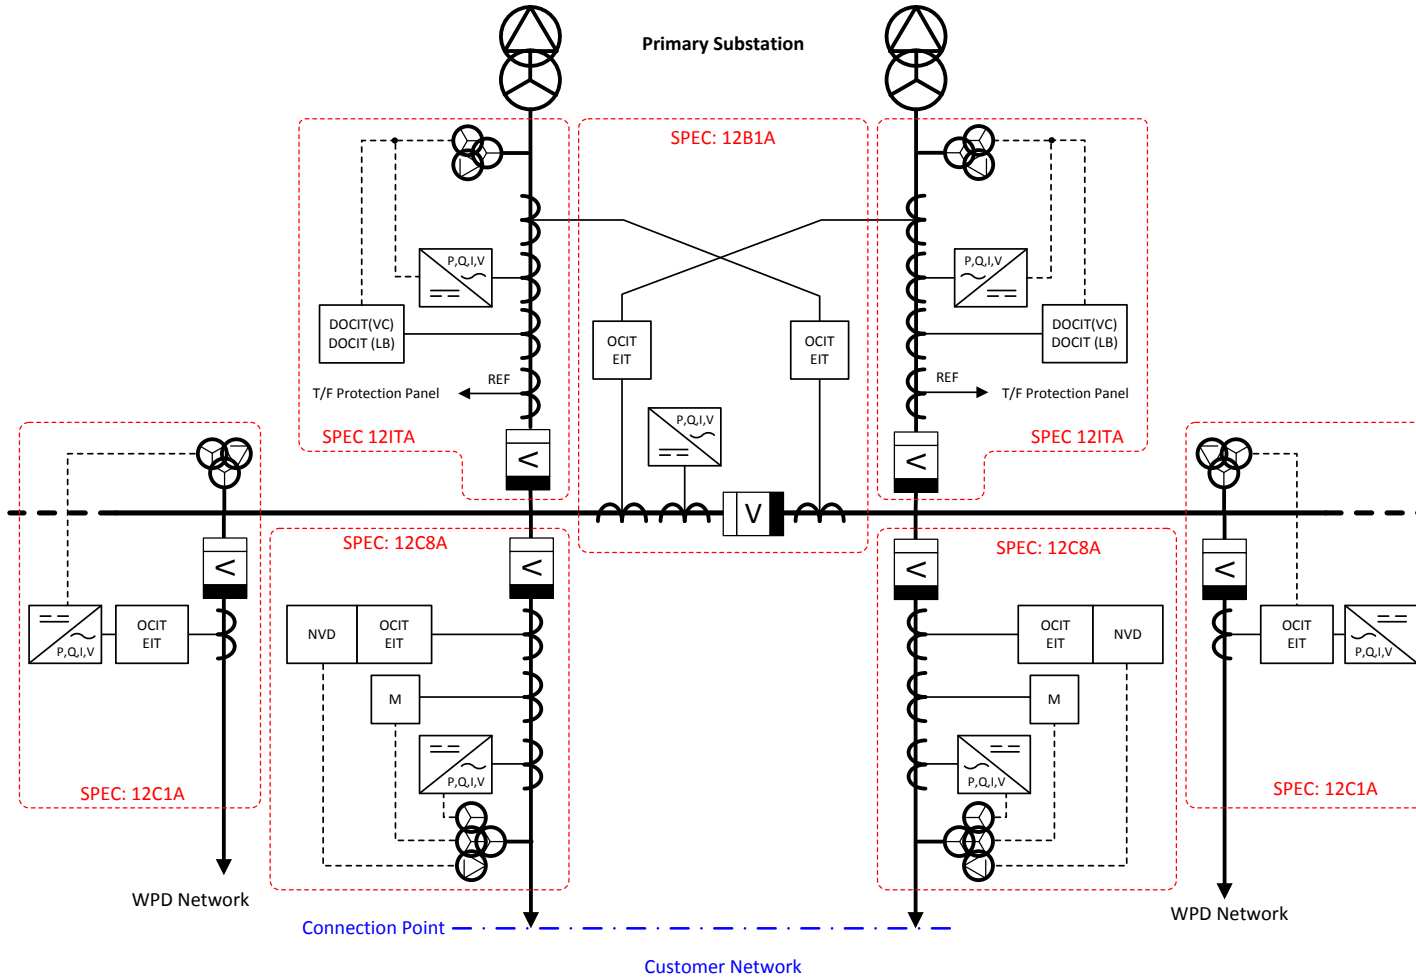 Primary Substation
SPEC: 12B1A
P,Q,I,V
P,Q,I,V
DOCIT(VC)
DOCIT (LB)
OCIT
EIT
OCIT
EIT
DOCIT(VC)
DOCIT (LB)
REF
T/F Protection Panel
REF
T/F Protection Panel
P,Q,I,V
SPEC 12ITA
SPEC 12ITA
V
V
V
SPEC: 12C8A
SPEC: 12C8A
V
V
V
V
P,Q,I,V
OCIT
EIT
NVD
OCIT
EIT
OCIT
EIT
NVD
OCIT
EIT
P,Q,I,V
M
M
P,Q,I,V
P,Q,I,V
SPEC: 12C1A
SPEC: 12C1A
WPD Network
WPD Network
Connection Point
Customer Network